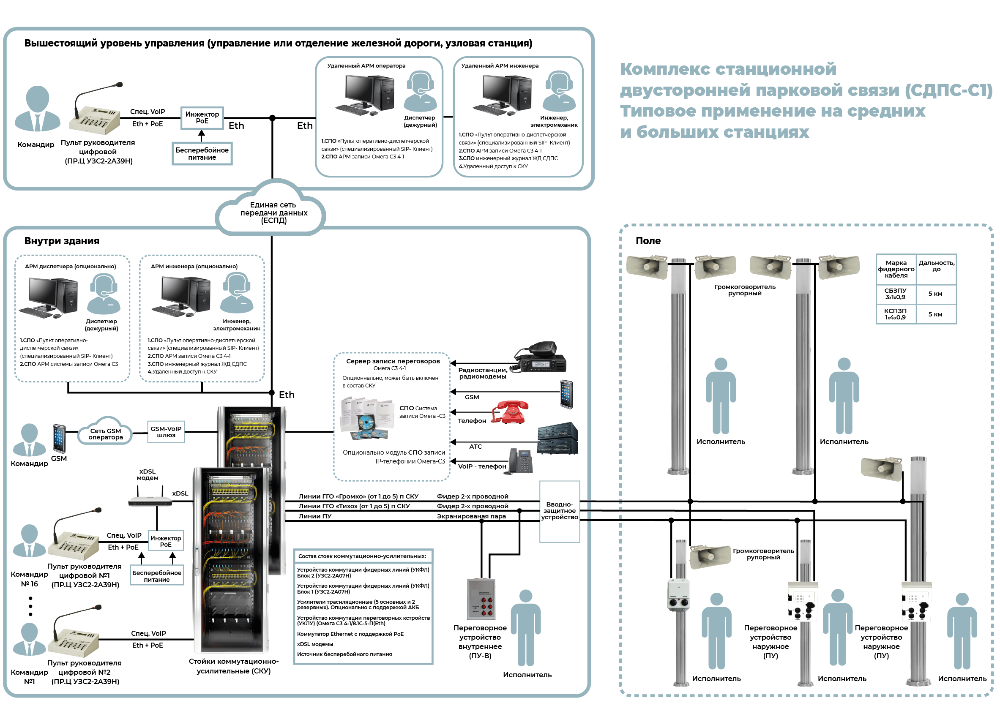 Вышестоящий уровень управления (управление или отделение железной дороги, узловая станция)
Комплекс станционной
двусторонней парковой связи (СДПС-С1)
Типовое применение на средних
и больших станциях
Командир
Пульт руководителя
цифровой
(ПР.Ц УЗС2-2А39Н)
Спец. VoIP
Eth + PoE
Инжектор
PoE
Бесперебойное
питание
Eth
Eth
Удаленный АРМ оператора
Диспетчер
(дежурный)
1.СПО «Пульт оперативно-диспетчерской
связи» (специализированный SIP- Клиент)
2.СПО АРМ записи Омега С3 4-1
Удаленный АРМ инженера
Инженер,
электромеханик
1.СПО «Пульт оперативно-диспетчерской
связи» (специализированный SIP- Клиент)
2.СПО АРМ записи Омега С3 4-1
3.СПО инженерный журнал ЖД СДПС
4.Удаленный доступ к СКУ
Единая сеть
передачи данных
(ЕСПД)
Внутри здания
АРМ диспетчера (опционально)
Диспетчер
(дежурный)
1.СПО «Пульт оперативно-
диспетчерской связи»
(специализированный SIP- Клиент)
2.СПО АРМ системы записи Омега С3
АРМ инженера (опционально)
Инженер,
электромеханик
1.СПО «Пульт оперативно-диспетчерской
связи» (специализированный SIP- Клиент)
2.СПО АРМ записи Омега С3 4-1
3.СПО инженерный журнал ЖД СДПС
4.Удаленный доступ к СКУ
Eth
Командир
GSM
Сеть GSM
оператора
GSM-VoIP
шлюз
xDSL
модем
xDSL
Командир
№ 16
Пульт руководителя
цифровой №1
(ПР.Ц УЗС2-2А39Н)
Спец. VoIP
Eth + PoE
Инжектор
PoE
Бесперебойное
питание
Командир
№1
Пульт руководителя
цифровой №2
(ПР.Ц УЗС2-2А39Н)
Спец. VoIP
Eth + PoE
Стойки коммутационно-
усилительные (СКУ)
Сервер записи переговоров
Омега С3 4-1
Опционнально, может быть включен
в состав СКУ
СПО Система
записи Омега -С3
Опционально модуль СПО записи
IP-телефонии Омега-С3
Радиостанции,
радиомодемы
GSM
Телефон
АТС
VoIP - телефон
Линии ГГО «Громко» (от 1 до 5) п СКУ
Фидер 2-х проводной
Линии ГГО «Тихо» (от 1 до 5) п СКУ
Фидер 2-х проводной
Линии ПУ
Экранированая пара
Вводно-
защитное
устройство
Состав стоек коммутационно-усилительных:
Устройство коммутации фидерных линий (УКФЛ)
Блок 2 (УЗС2-2А07Н)
Устройство коммутации фидерных линий (УКФЛ)
Блок 1 (УЗС2-2А07Н)
Усилители трасляционные (5 основных и 2
резервных). Опционально с поддержкой АКБ
Устройство коммутации переговорных кстройств
(УКЛУ) (Омега С3 4-1/8.1С-5-П(Eth)
Коммутатор Ethernet с поддержкой PoE
xDSL модемы
Источник бесперебойного питания
Переговорное
устройство
внутреннее
(ПУ-В)
Исполнитель
Поле
Громкоговоритель
рупорный
Марка
фидерного
кабеля
Дальность,
до
СБЗПУ
3х1х0,9
5 км
КСПЗП
1х4х0,9
5 км
Исполнитель
Исполнитель
Громкоговоритель
рупорный
Исполнитель
Переговорное
устройство
наружное
(ПУ)
Исполнитель
Переговорное
устройство
наружное
(ПУ)
Исполнитель